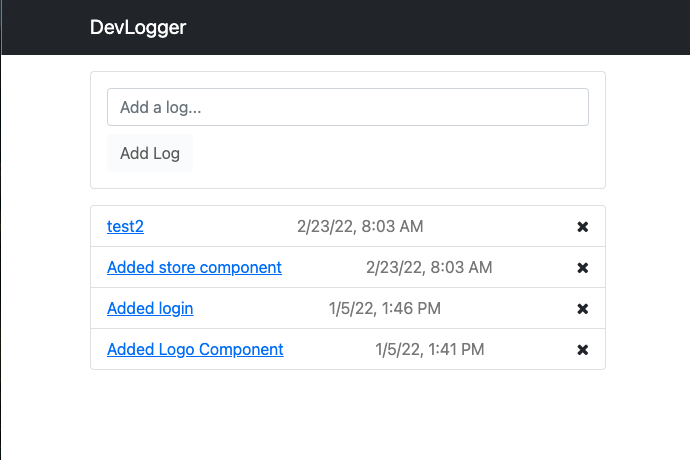 DevLogger
Add a log...
Add Log
test2 2/23/22, 8:03 AM
Added store component 2/23/22, 8:03 AM
Added login 1/5/22, 1:46 PM
Added Logo Component 1/5/22, 1:41 PM